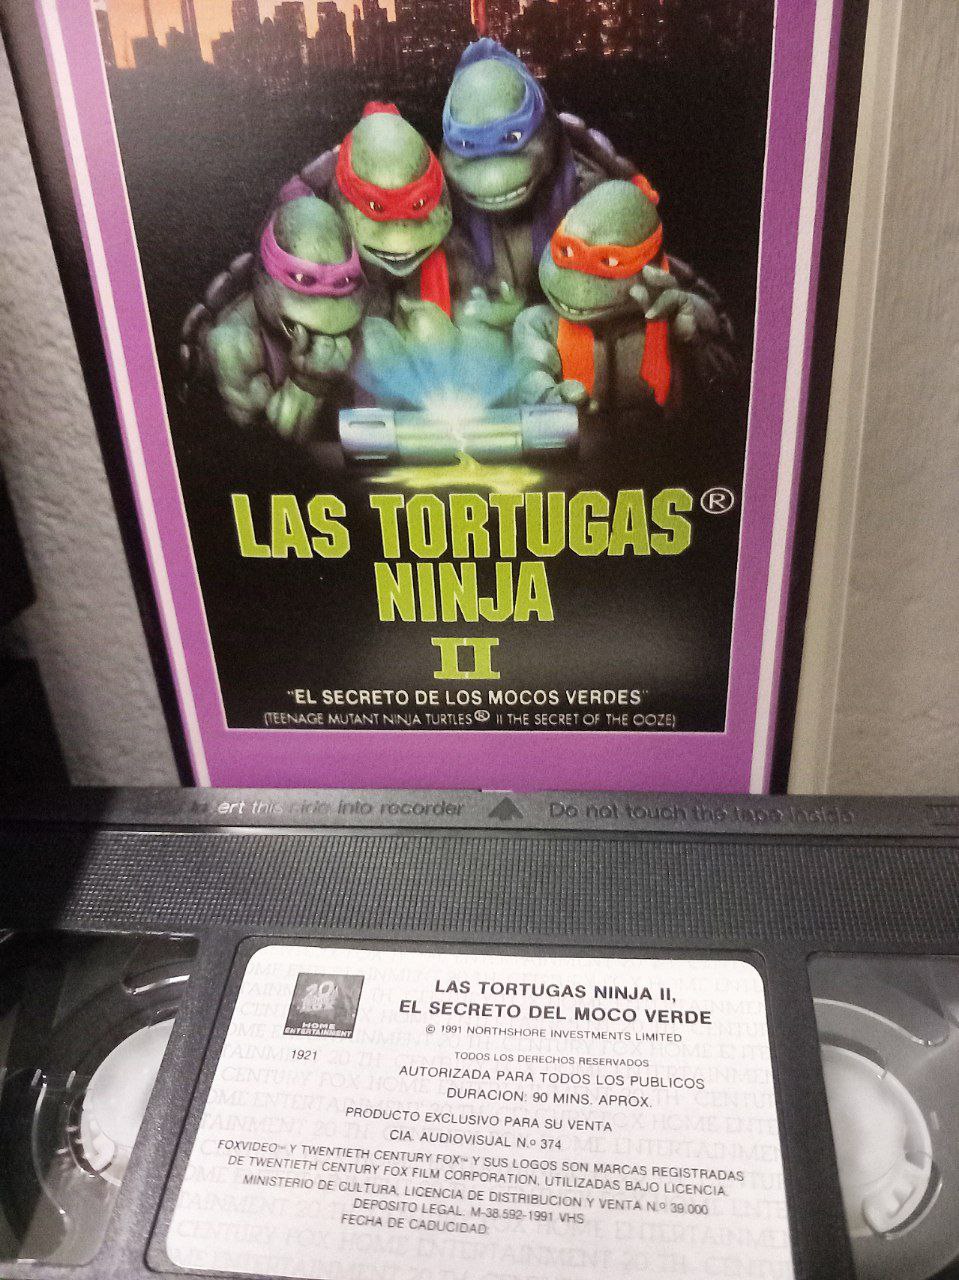 LAS TORTUGAS®
NINJA
II
"EL SECRETO DE LOS MOCOS VERDES"
(TEENAGE MUTANT NINJA TURTLES® II THE SECRET OF THE OOZE)
Insert this side into recorder Do not touch the tape inside
LAS TORTUGAS NINJA II,
EL SECRETO DEL MOCO VERDE
© 1991 NORTHSHORE INVESTMENTS LIMITED
HOME
ENTERTAINMENT
1921
TODOS LOS DERECHOS RESERVADOS
AUTORIZADA PARA TODOS LOS PUBLICOS
DURACION: 90 MINS. APROX.
PRODUCTO EXCLUSIVO PARA SU VENTA
CIA. AUDIOVISUAL N.º 374
FOXVIDEO™ Y TWENTIETH CENTURY FOX™ Y SUS LOGOS SON MARCAS REGISTRADAS
DE TWENTIETH CENTURY FOX FILM CORPORATION, UTILIZADAS BAJO LICENCIA.
MINISTERIO DE CULTURA. LICENCIA DE DISTRIBUCION Y VENTA N.º 39.000
DEPOSITO LEGAL. M-38.592-1991 VHS
FECHA DE CADUCIDAD: